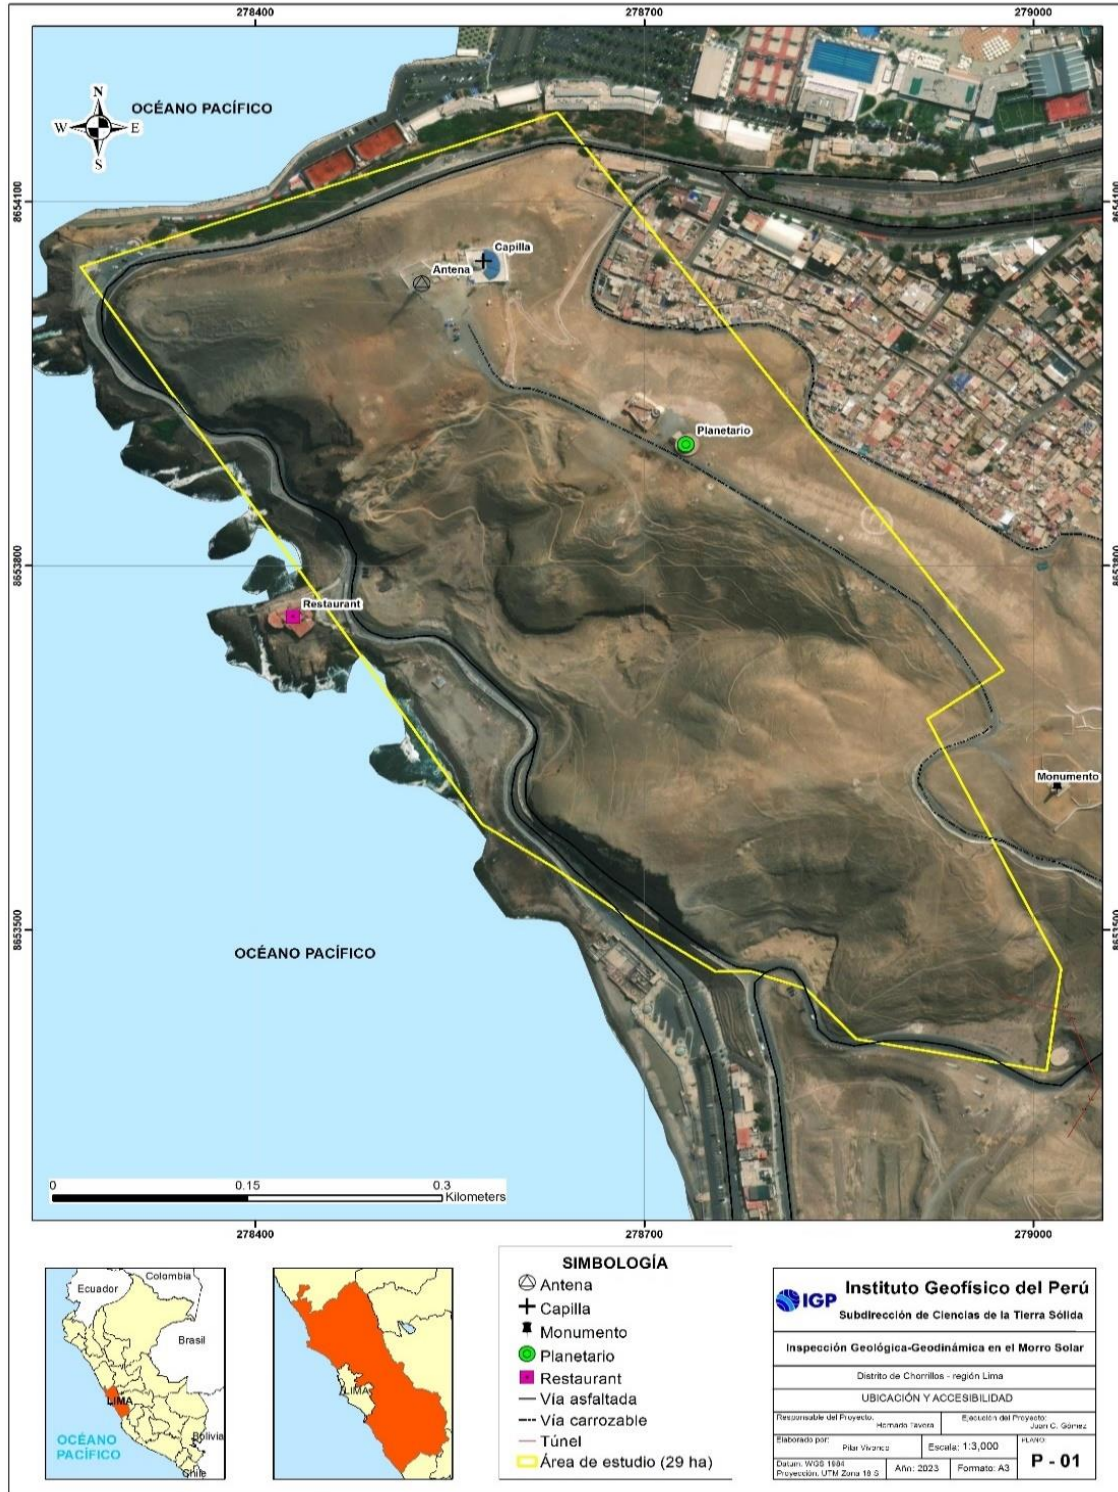 278400
278700
279000
N
W
E
S
OCÉANO PACÍFICO
8654100
8654100
Capilla
Antena
Planetario
8653800
8653800
Restaurant
Monumento
8653500
8653500
OCÉANO PACÍFICO
0
0.15
0.3
Kilometers
278400
278700
279000
Colombia
Ecuador
Brasil
LIMA
Bolivia
OCÉANO
PACÍFICO
Chile
LIMA
SIMBOLOGÍA
Antena
Capilla
Monumento
Planetario
Restaurant
Vía asfaltada
Vía carrozable
Túnel
Área de estudio (29 ha)
IGP
Instituto Geofísico del Perú
Subdirección de Ciencias de la Tierra Sólida
Inspección Geológica-Geodinámica en el Morro Solar
Distrito de Chorrillos - región Lima
UBICACIÓN Y ACCESIBILIDAD
Responsable del Proyecto:
Hernado Tavera
Ejecución del Proyecto:
Juan C. Gómez
Elaborado por:
Pilar Vivanco
Escala: 1:3,000
PLANO:
P - 01
Datum: WGS 1984
Proyección: UTM Zona 18 S
Año: 2023
Formato: A3